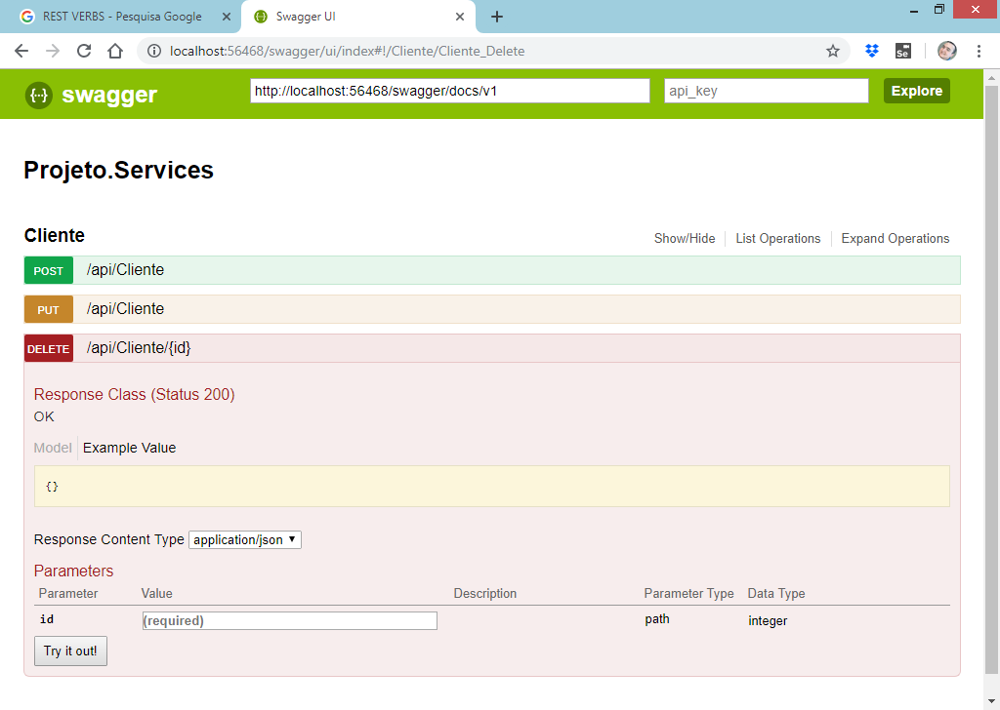 REST VERBS - Pesquisa Google
Swagger UI
localhost:56468/swagger/ui/index#!/Cliente/Cliente_Delete
Se
{··} swagger
http://localhost:56468/swagger/docs/v1
api_key
Explore
Projeto.Services
Cliente
Show/Hide
List Operations
Expand Operations
POST /api/Cliente
PUT /api/Cliente
DELETE /api/Cliente/{id}
Response Class (Status 200)
OK
Model Example Value
{}
Response Content Type application/json
Parameters
Parameter Value Description Parameter Type Data Type
id (required) path integer
Try it out!